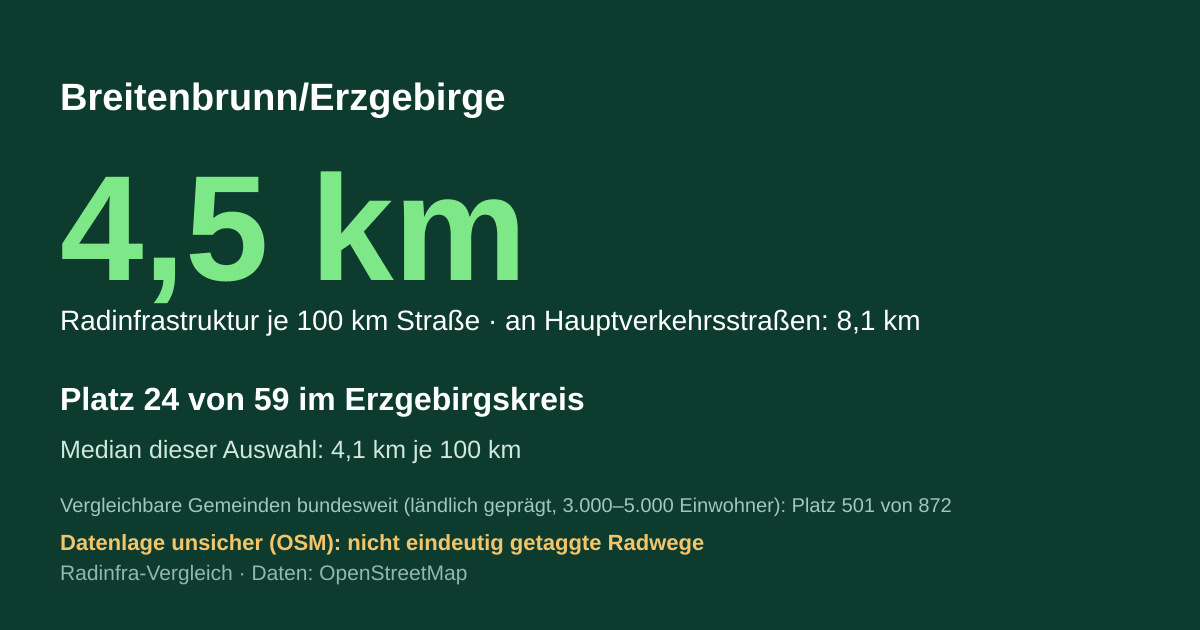 Breitenbrunn/Erzgebirge
4,5 km
Radinfrastruktur je 100 km Straße · an Hauptverkehrsstraßen: 8,1 km
Platz 24 von 59 im Erzgebirgskreis
Median dieser Auswahl: 4,1 km je 100 km
Vergleichbare Gemeinden bundesweit (ländlich geprägt, 3.000–5.000 Einwohner): Platz 501 von 872
Datenlage unsicher (OSM): nicht eindeutig getaggte Radwege
Radinfra-Vergleich · Daten: OpenStreetMap